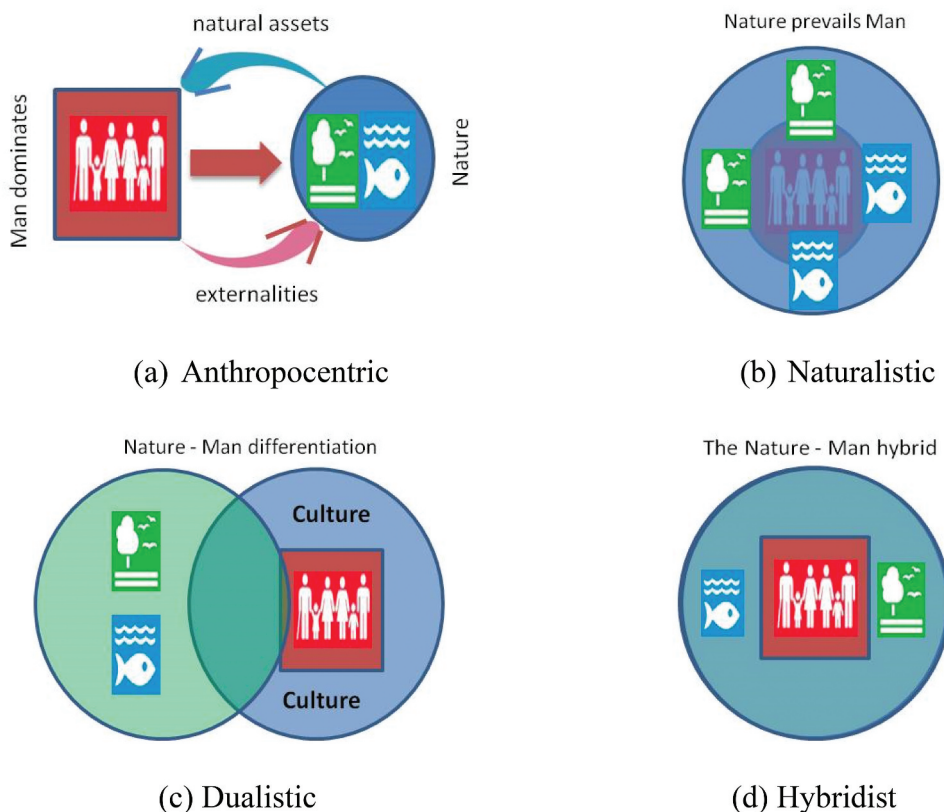 natural assets
Man dominates
Nature
externalities
(a) Anthropocentric
Nature prevails Man
(b) Naturalistic
Nature - Man differentiation
Culture
Culture
(c) Dualistic
The Nature - Man hybrid
(d) Hybridist